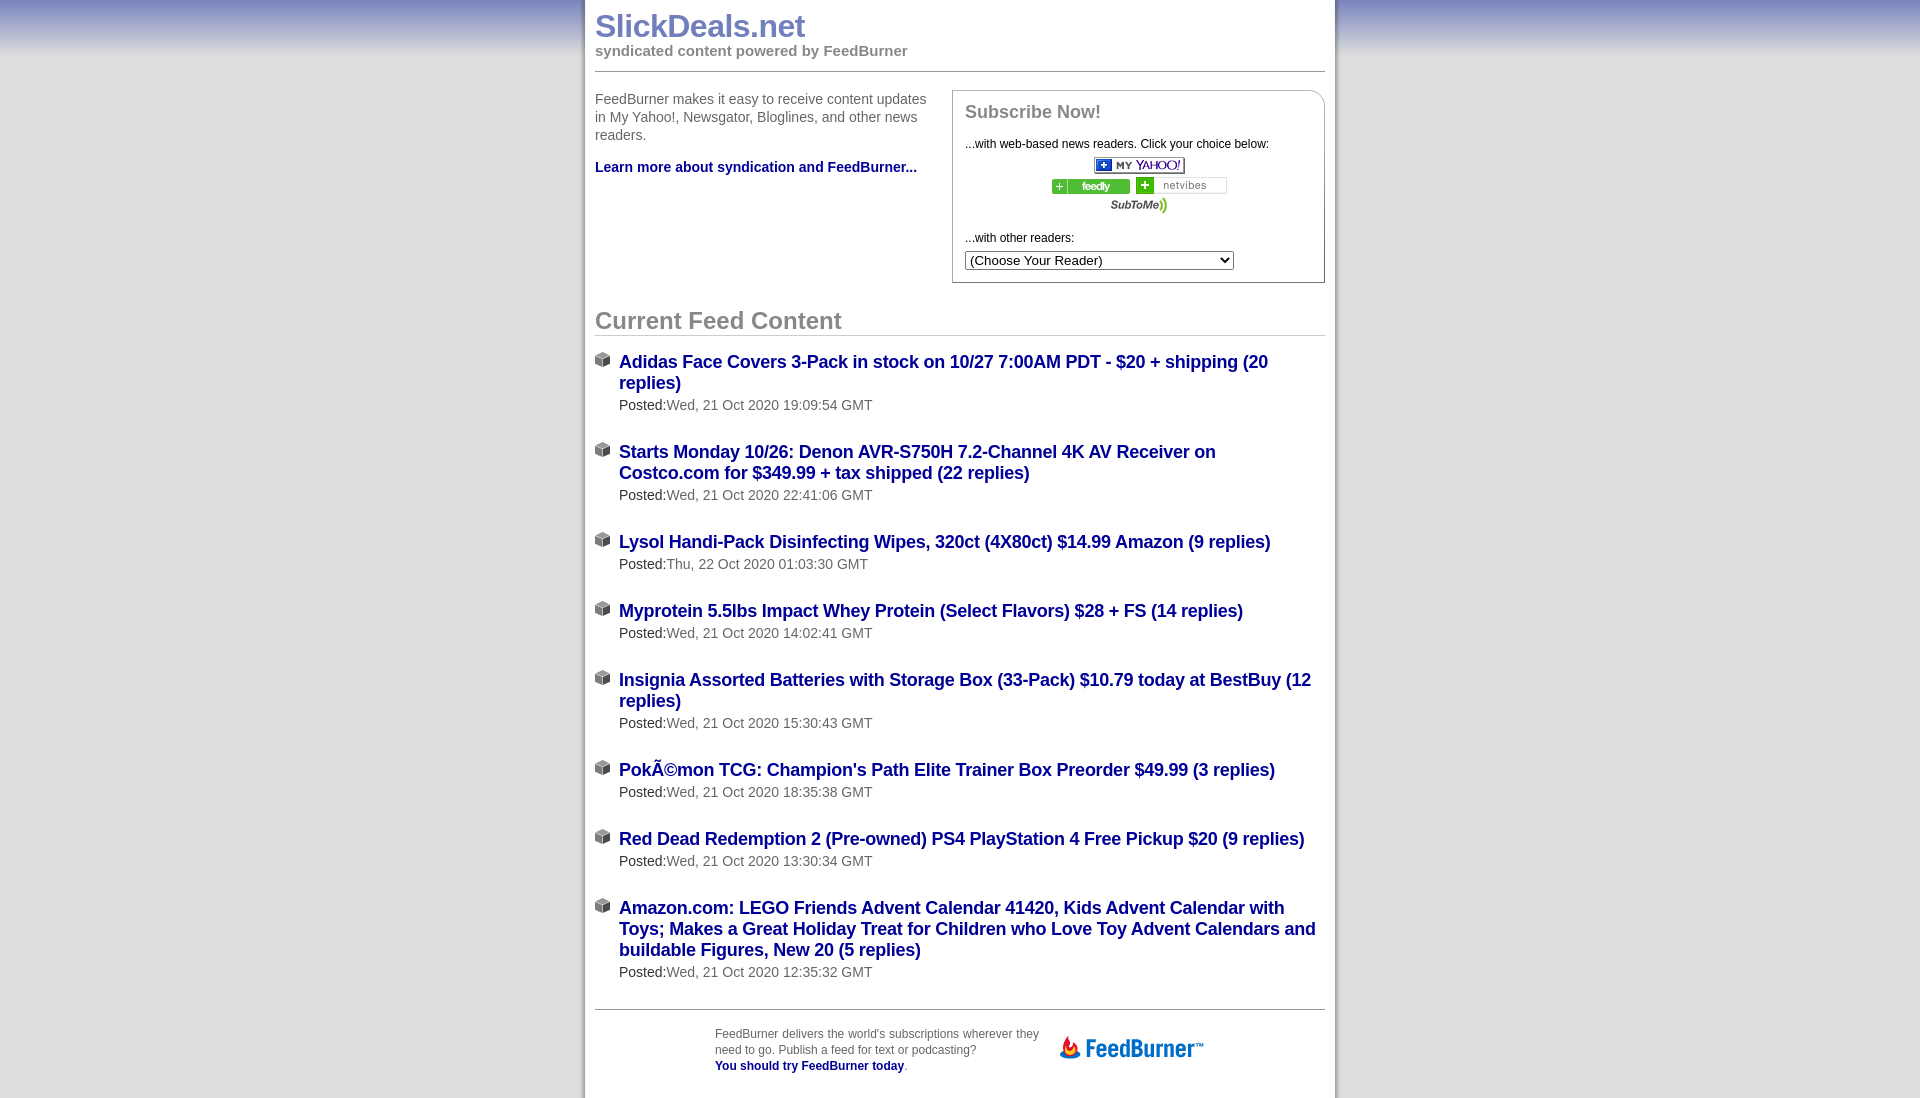 SlickDeals.net
syndicated content powered by FeedBurner
FeedBurner makes it easy to receive content updates
in My Yahoo!, Newsgator, Bloglines, and other news
readers.
Learn more about syndication and FeedBurner...
Subscribe Now!
...with web-based news readers. Click your choice below:
MY YAHOO!
feedly
netvibes
SubToMe
...with other readers:
(Choose Your Reader)
Current Feed Content
Adidas Face Covers 3-Pack in stock on 10/27 7:00AM PDT - $20 + shipping (20
replies)
Posted:Wed, 21 Oct 2020 19:09:54 GMT
Starts Monday 10/26: Denon AVR-S750H 7.2-Channel 4K AV Receiver on
Costco.com for $349.99 + tax shipped (22 replies)
Posted:Wed, 21 Oct 2020 22:41:06 GMT
Lysol Handi-Pack Disinfecting Wipes, 320ct (4X80ct) $14.99 Amazon (9 replies)
Posted:Thu, 22 Oct 2020 01:03:30 GMT
Myprotein 5.5lbs Impact Whey Protein (Select Flavors) $28 + FS (14 replies)
Posted:Wed, 21 Oct 2020 14:02:41 GMT
Insignia Assorted Batteries with Storage Box (33-Pack) $10.79 today at BestBuy (12
replies)
Posted:Wed, 21 Oct 2020 15:30:43 GMT
PokÃ©mon TCG: Champion's Path Elite Trainer Box Preorder $49.99 (3 replies)
Posted:Wed, 21 Oct 2020 18:35:38 GMT
Red Dead Redemption 2 (Pre-owned) PS4 PlayStation 4 Free Pickup $20 (9 replies)
Posted:Wed, 21 Oct 2020 13:30:34 GMT
Amazon.com: LEGO Friends Advent Calendar 41420, Kids Advent Calendar with
Toys; Makes a Great Holiday Treat for Children who Love Toy Advent Calendars and
buildable Figures, New 20 (5 replies)
Posted:Wed, 21 Oct 2020 12:35:32 GMT
FeedBurner delivers the world's subscriptions wherever they
need to go. Publish a feed for text or podcasting?
You should try FeedBurner today.
FeedBurner™